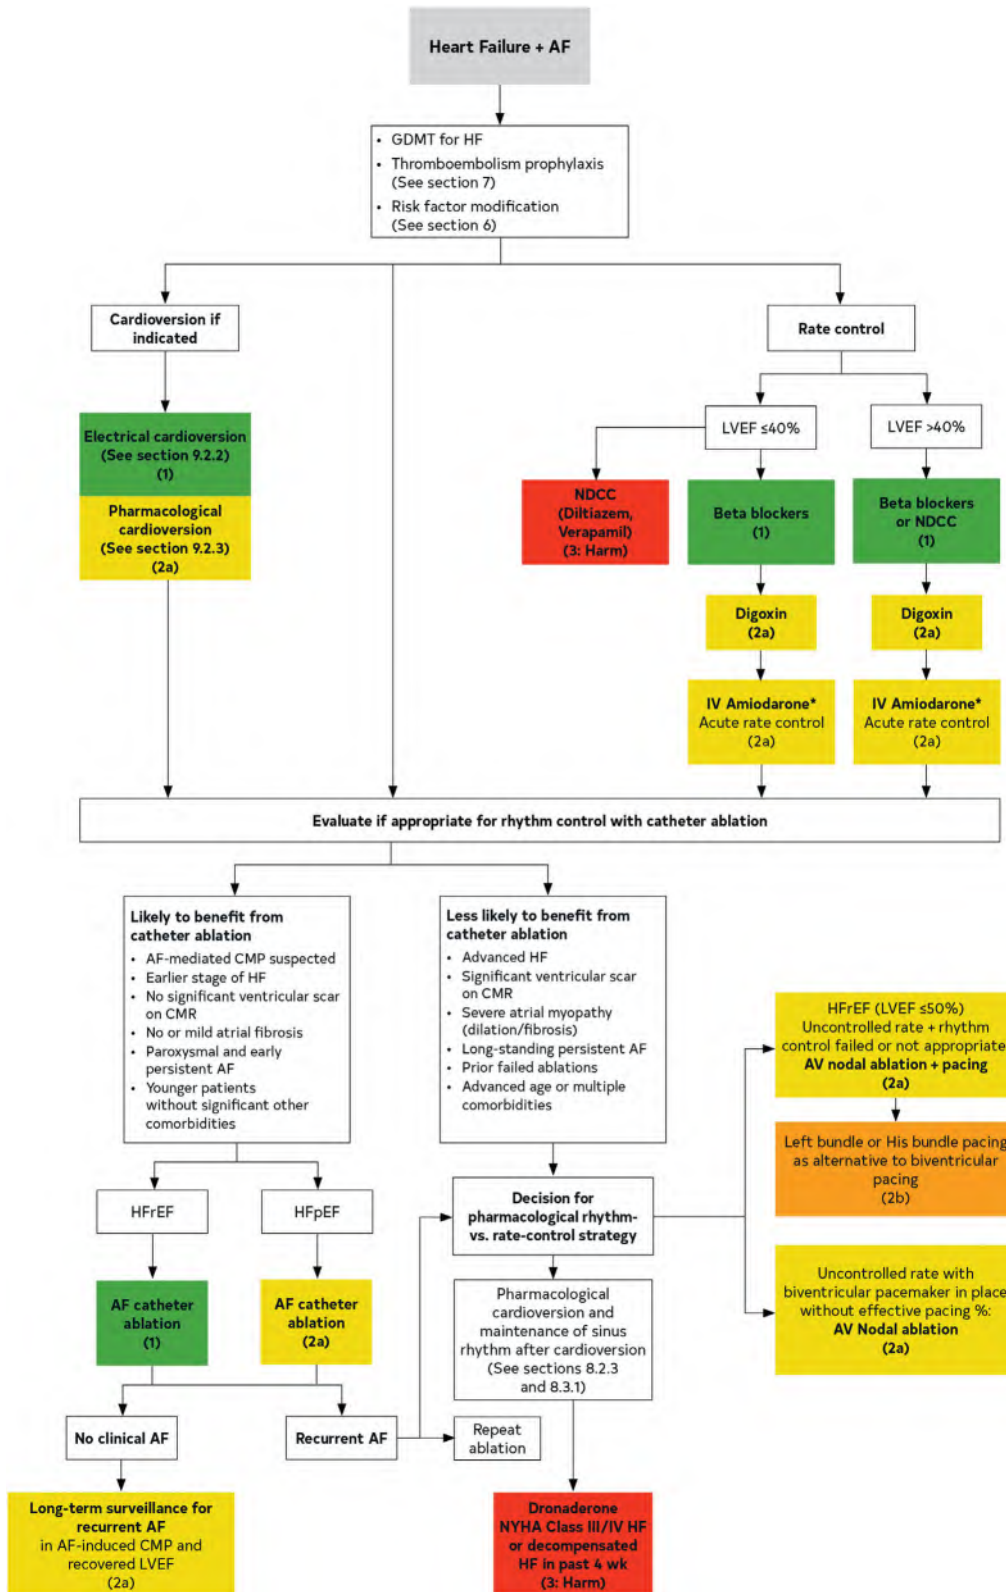 Heart Failure + AF
• GDMT for HF
• Thromboembolism prophylaxis
(See section 7)
• Risk factor modification
(See section 6)
Cardioversion if
indicated
Rate control
Electrical cardioversion
(See section 9.2.2)
(1)
Pharmacological
cardioversion
(See section 9.2.3)
(2a)
LVEF ≤40%
LVEF >40%
NDCC
(Diltiazem,
Verapamil)
(3: Harm)
Beta blockers
(1)
Beta blockers
or NDCC
(1)
Digoxin
(2a)
Digoxin
(2a)
IV Amiodarone*
Acute rate control
(2a)
IV Amiodarone*
Acute rate control
(2a)
Evaluate if appropriate for rhythm control with catheter ablation
Likely to benefit from
catheter ablation
• AF-mediated CMP suspected
• Earlier stage of HF
• No significant ventricular scar
on CMR
• No or mild atrial fibrosis
• Paroxysmal and early
persistent AF
• Younger patients
without significant other
comorbidities
Less likely to benefit from
catheter ablation
• Advanced HF
• Significant ventricular scar
on CMR
• Severe atrial myopathy
(dilation/fibrosis)
• Long-standing persistent AF
• Prior failed ablations
• Advanced age or multiple
comorbidities
HFrEF (LVEF ≤50%)
Uncontrolled rate + rhythm
control failed or not appropriate
AV nodal ablation + pacing
(2a)
Left bundle or His bundle pacing
as alternative to biventricular
pacing
(2b)
HFrEF
HFpEF
Decision for
pharmacological rhythm-
vs. rate-control strategy
AF catheter
ablation
(1)
AF catheter
ablation
(2a)
Pharmacological
cardioversion and
maintenance of sinus
rhythm after cardioversion
(See sections 8.2.3
and 8.3.1)
Uncontrolled rate with
biventricular pacemaker in place
without effective pacing %:
AV Nodal ablation
(2a)
No clinical AF
Recurrent AF
Repeat
ablation
Long-term surveillance for
recurrent AF
in AF-induced CMP and
recovered LVEF
(2a)
Dronaderone
NYHA Class III/IV HF
or decompensated
HF in past 4 wk
(3: Harm)